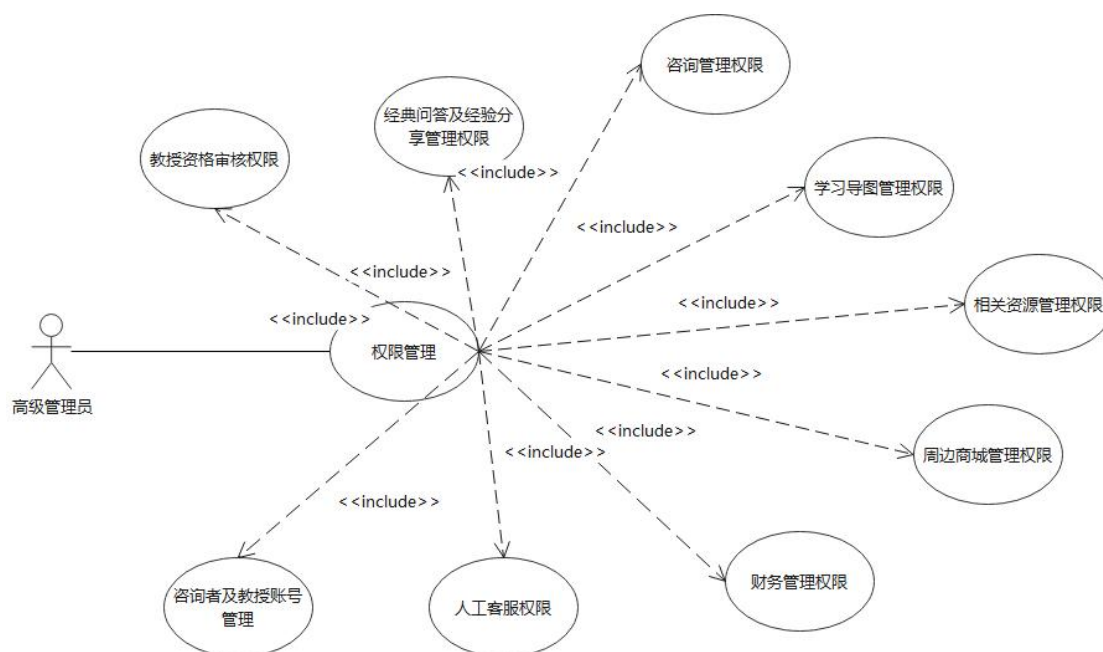 咨询管理权限
经典问答及经验分
享管理权限
教授资格审核权限
<<include>>
学习导图管理权限
<<include>>
<<include>>
<<include>>
相关资源管理权限
<<include>>
权限管理
<<include>>
高级管理员
<<include>>
<<include>>
周边商城管理权限
<<include>>
财务管理权限
咨询者及教授账号
管理
人工客服权限